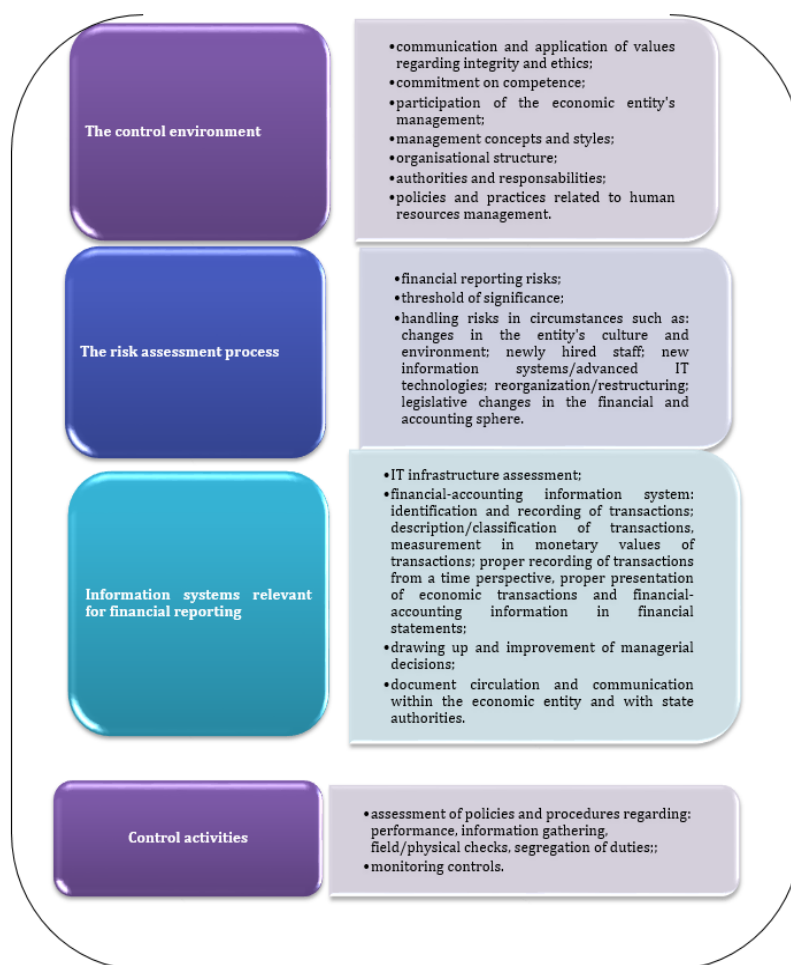 The control environment
•communication and application of values
regarding integrity and ethics;
•commitment on competence;
•participation of the economic entity's
management;
•management concepts and styles;
•organisational structure;
•authorities and responsabilities;
•policies and practices related to human
resources management.
The risk assessment process
•financial reporting risks;
•threshold of significance;
•handling risks in circumstances such as:
changes in the entity's culture and
environment; newly hired staff; new
information systems/advanced IT
technologies; reorganization/restructuring;
legislative changes in the financial and
accounting sphere.
Information systems relevant
for financial reporting
•IT infrastructure assessment;
•financial-accounting information system:
identification and recording of transactions;
description/classification of transactions,
measurement in monetary values of
transactions; proper recording of transactions
from a time perspective, proper presentation
of economic transactions and financial-
accounting information in financial
statements;
•drawing up and improvement of managerial
decisions;
•document circulation and communication
within the economic entity and with state
authorities.
Control activities
•assessment of policies and procedures regarding:
performance, information gathering,
field/physical checks, segregation of duties;;
•monitoring controls.